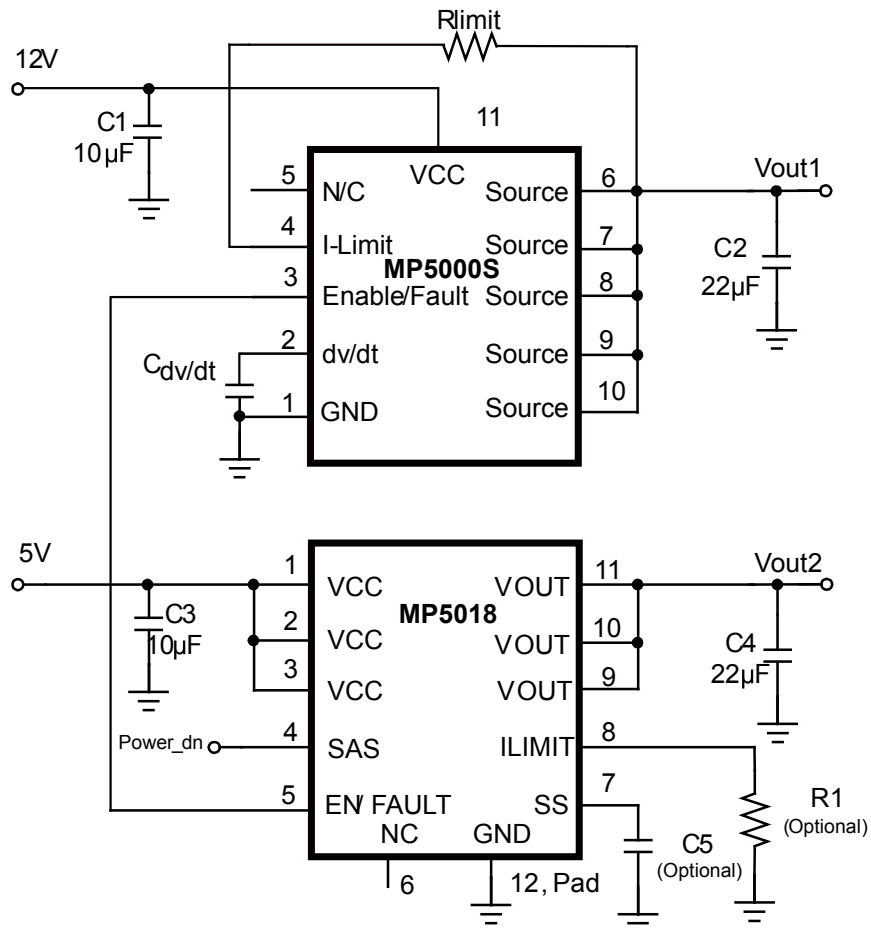 Rlimit
12V
11
C1
10µF
VCC
5
N/C
Source
6
Vout1
4
I-Limit
Source
7
C2
22µF
MP5000S
3
Enable/Fault
Source
8
2
dv/dt
Source
9
Cdv/dt
1
GND
Source
10
5V
1
VCC
VOUT
11
Vout2
MP5018
C3
10µF
2
VCC
VOUT
10
C4
22µF
3
VCC
VOUT
9
Power_dn
4
SAS
ILIMIT
8
5
EN/ FAULT
SS
7
R1
(Optional)
NC
GND
C5
(Optional)
6
12, Pad